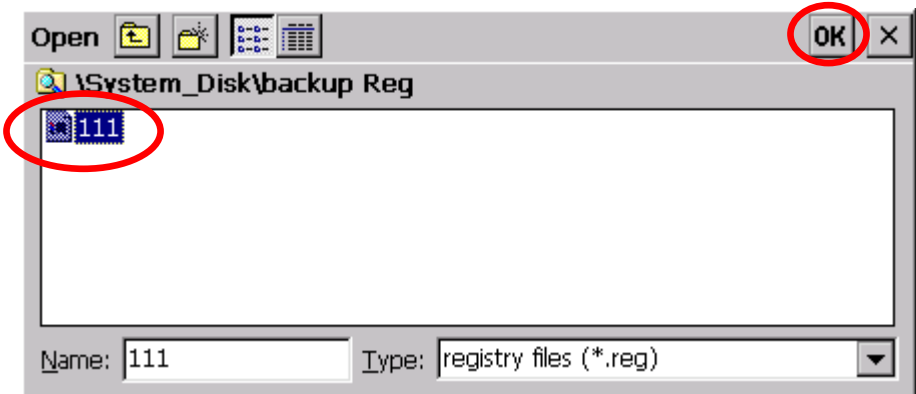 Open OK ×
\System_Disk\backup Reg
111
Name: 111 Type: registry files (*.reg)